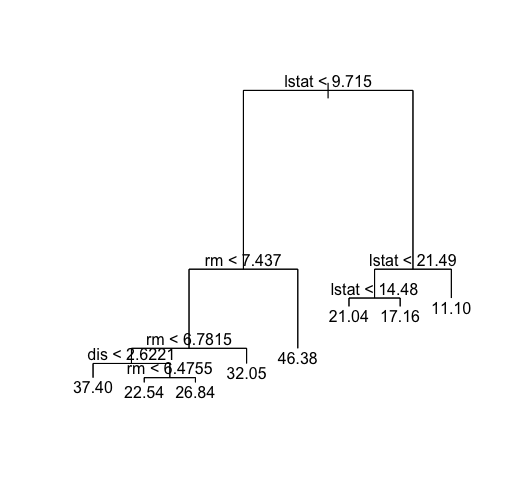 lstat < 9.715
rm < 7.437
lstat < 21.49
lstat < 14.48
21.04
17.16
11.10
rm < 6.7815
46.38
dis < 2.6221
rm < 6.4755
32.05
37.40
22.54
26.84